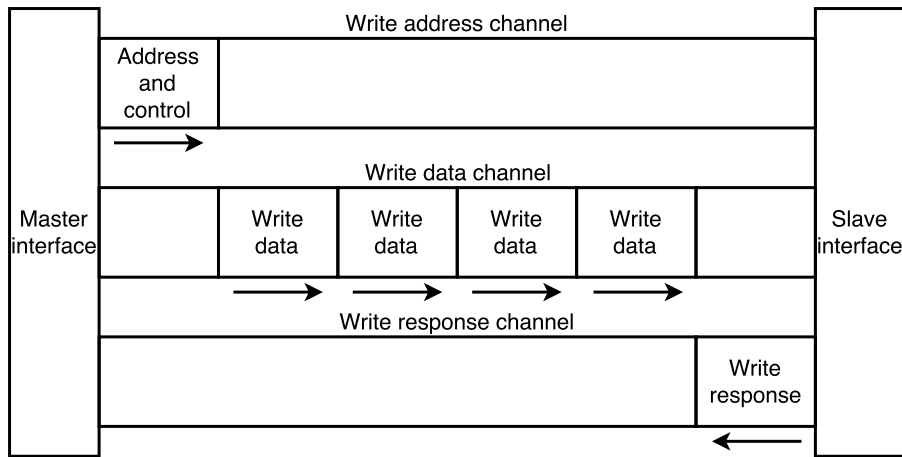 Write address channel
Address
and
control
Write data channel
Master
interface
Write
data
Write
data
Write
data
Write
data
Slave
interface
Write response channel
Write
response